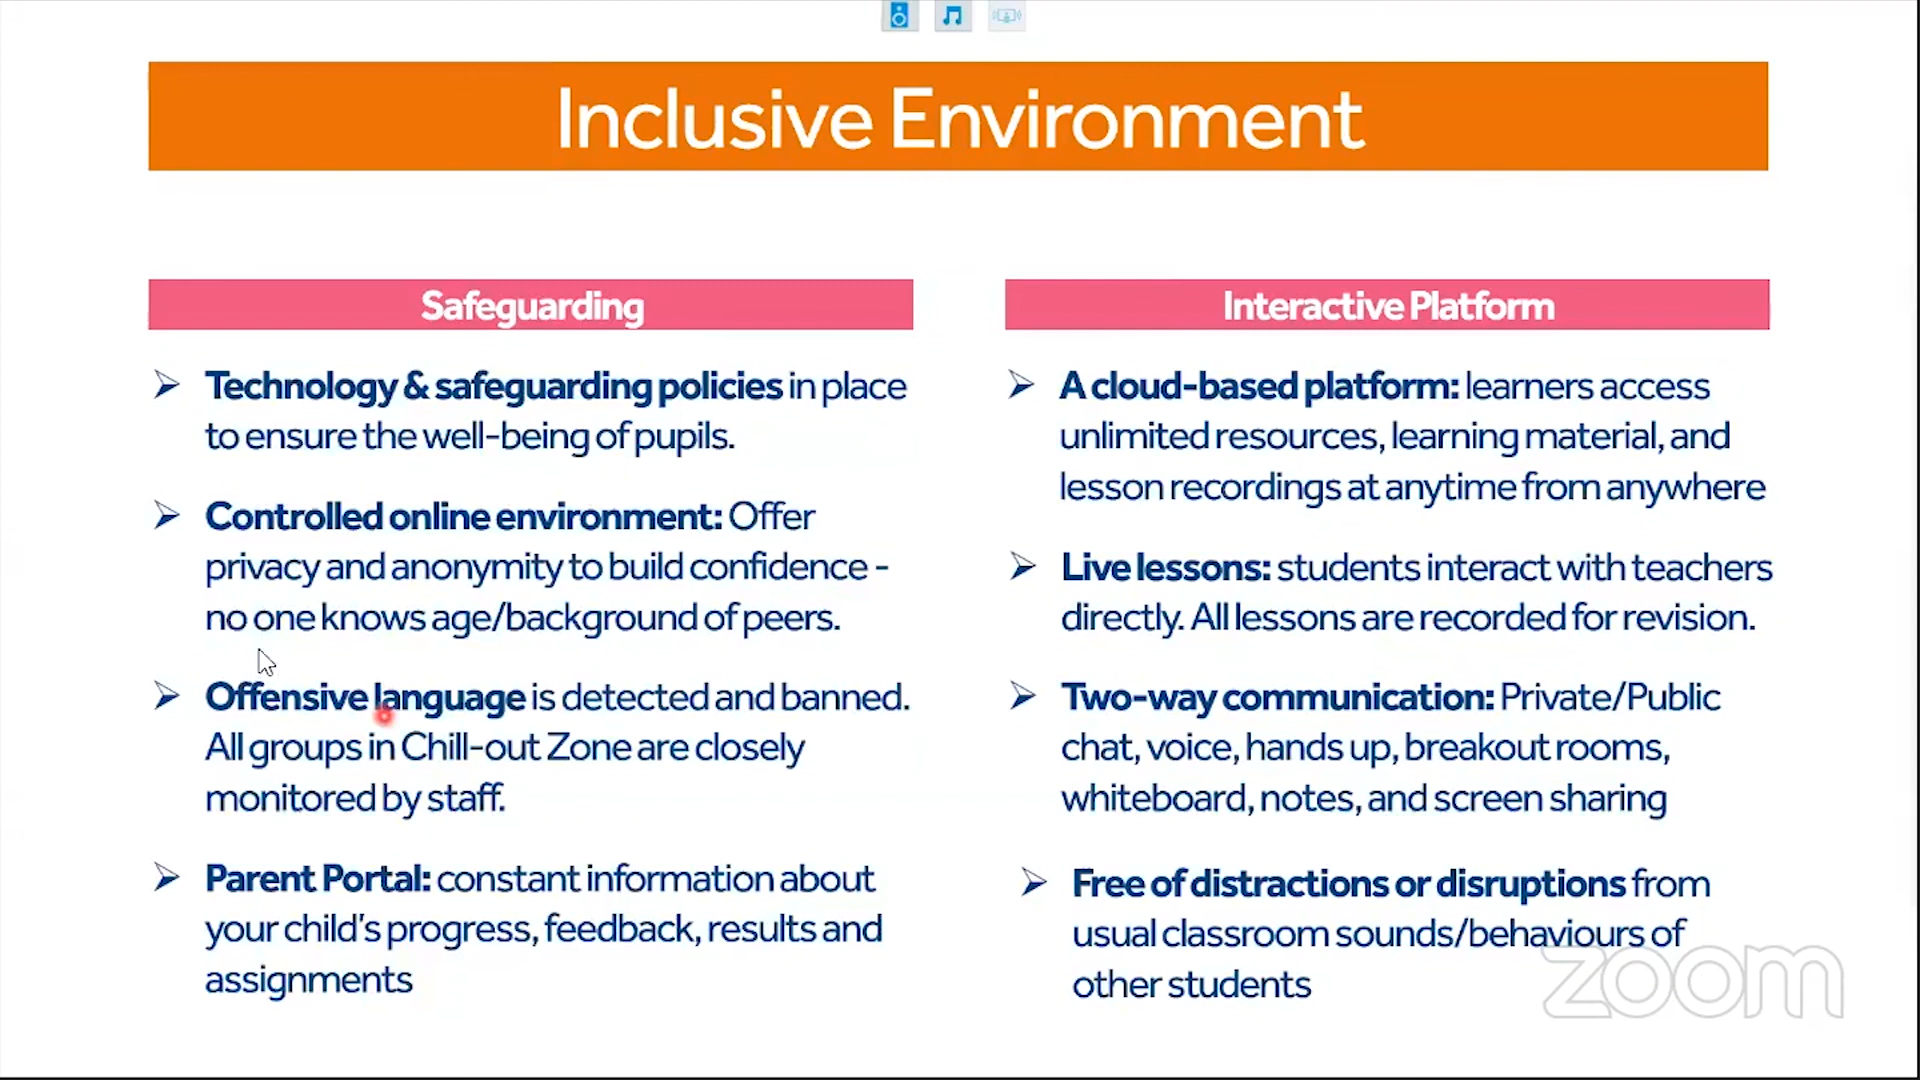 Inclusive Environment
Safeguarding
Technology & safeguarding policies in place
to ensure the well-being of pupils.
Controlled online environment: Offer
privacy and anonymity to build confidence -
no one knows age/background of peers.
Offensive language is detected and banned.
All groups in Chill-out Zone are closely
monitored by staff.
Parent Portal: constant information about
your child's progress, feedback, results and
assignments
Interactive Platform
A cloud-based platform: learners access
unlimited resources, learning material, and
lesson recordings at anytime from anywhere
Live lessons: students interact with teachers
directly. All lessons are recorded for revision.
Two-way communication: Private/Public
chat, voice, hands up, breakout rooms,
whiteboard, notes, and screen sharing
Free of distractions or disruptions from
usual classroom sounds/behaviours of
other students
zoom